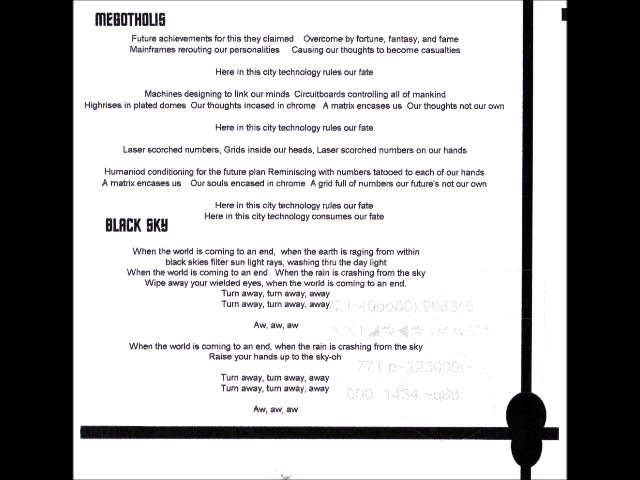 MEGOTHOLIS
Future achievements for this they claimed Overcome by fortune, fantasy, and fame
Mainframes rerouting our personalities Causing our thoughts to become casualties
Here in this city technology rules our fate
Machines designing to link our minds Circuitboards controlling all of mankind
Highrises in plated domes Our thoughts incased in chrome A matrix encases us Our thoughts not our own
Here in this city technology rules our fate
Laser scorched numbers, Grids inside our heads, Laser scorched numbers on our hands
Humaniod conditioning for the future plan Reminiscing with numbers tatooed to each of our hands
A matrix encases us Our souls encased in chrome A grid full of numbers our future's not our own
Here in this city technology rules our fate
Here in this city technology consumes our fate
BLACK SKY
When the world is coming to an end, when the earth is raging from within
black skies filter sun light rays, washing thru the day light
When the world is coming to an end. When the rain is crashing from the sky
Wipe away your wielded eyes, when the world is coming to an end.
Turn away, turn away, away
Turn away, turn away, away
Aw, aw, aw
When the world is coming to an end, when the rain is crashing from the sky
Raise your hands up to the sky-oh
771 p~223000(~
Turn away, turn away, away
Turn away, turn away, away
000 1434.~q88
Aw, aw, aw